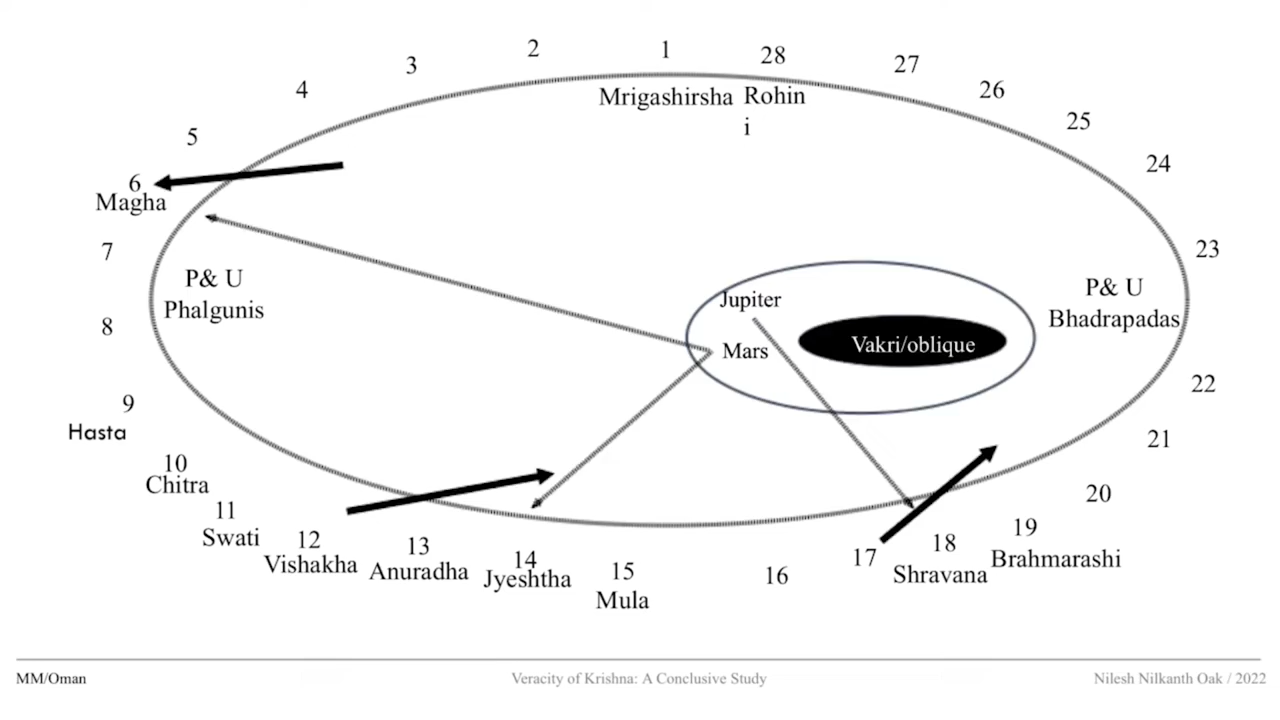 1
28
2
27
3
26
4
25
5
24
Mrigashirsha
Rohin
i
6
Magha
7
23
P& U
Phalgunis
P& U
Bhadrapadas
Jupiter
Mars
Vakri/oblique
8
22
9
Hasta
21
10
Chitra
20
11
Swati
19
Brahmarashi
12
Vishakha
13
Anuradha
14
Jyeshtha
15
Mula
16
17
18
Shravana
MM/Oman
Veracity of Krishna: A Conclusive Study
Nilesh Nilkanth Oak / 2022